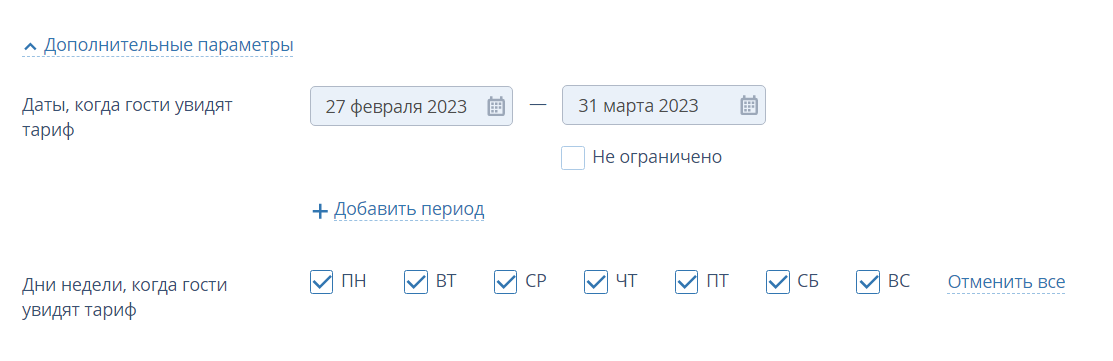 Дополнительные параметры
Даты, когда гости увидят
тариф
27 февраля 2023 — 31 марта 2023
Не ограничено
+ Добавить период
Дни недели, когда гости
увидят тариф
ПН ВТ СР ЧТ ПТ СБ ВС Отменить все